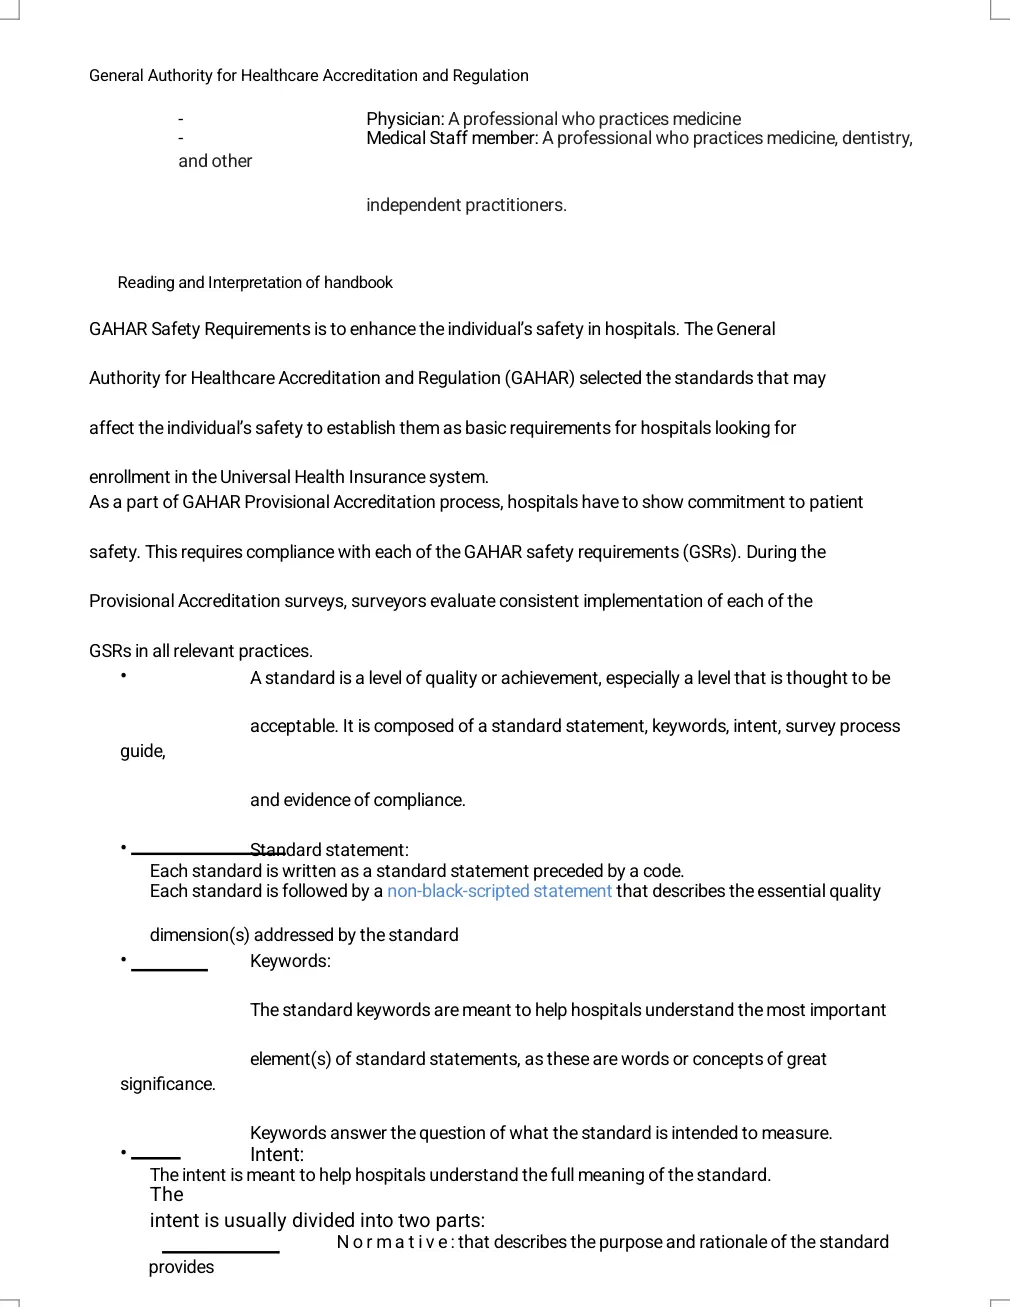 General Authority for Healthcare Accreditation and Regulation
- Physician: A professional who practices medicine
- Medical Staff member: A professional who practices medicine, dentistry,
and other
independent practitioners.
Reading and Interpretation of handbook
GAHAR Safety Requirements is to enhance the individual’s safety in hospitals. The General
Authority for Healthcare Accreditation and Regulation (GAHAR) selected the standards that may
affect the individual’s safety to establish them as basic requirements for hospitals looking for
enrollment in the Universal Health Insurance system.
As a part of GAHAR Provisional Accreditation process, hospitals have to show commitment to patient
safety. This requires compliance with each of the GAHAR safety requirements (GSRs). During the
Provisional Accreditation surveys, surveyors evaluate consistent implementation of each of the
GSRs in all relevant practices.
• A standard is a level of quality or achievement, especially a level that is thought to be
acceptable. It is composed of a standard statement, keywords, intent, survey process
guide,
and evidence of compliance.
• Standard statement:
Each standard is written as a standard statement preceded by a code.
Each standard is followed by a non-black-scripted statement that describes the essential quality
dimension(s) addressed by the standard
• Keywords:
The standard keywords are meant to help hospitals understand the most important
element(s) of standard statements, as these are words or concepts of great
significance.
Keywords answer the question of what the standard is intended to measure.
• Intent:
The intent is meant to help hospitals understand the full meaning of the standard.
The
intent is usually divided into two parts:
Normative: that describes the purpose and rationale of the standard
provides